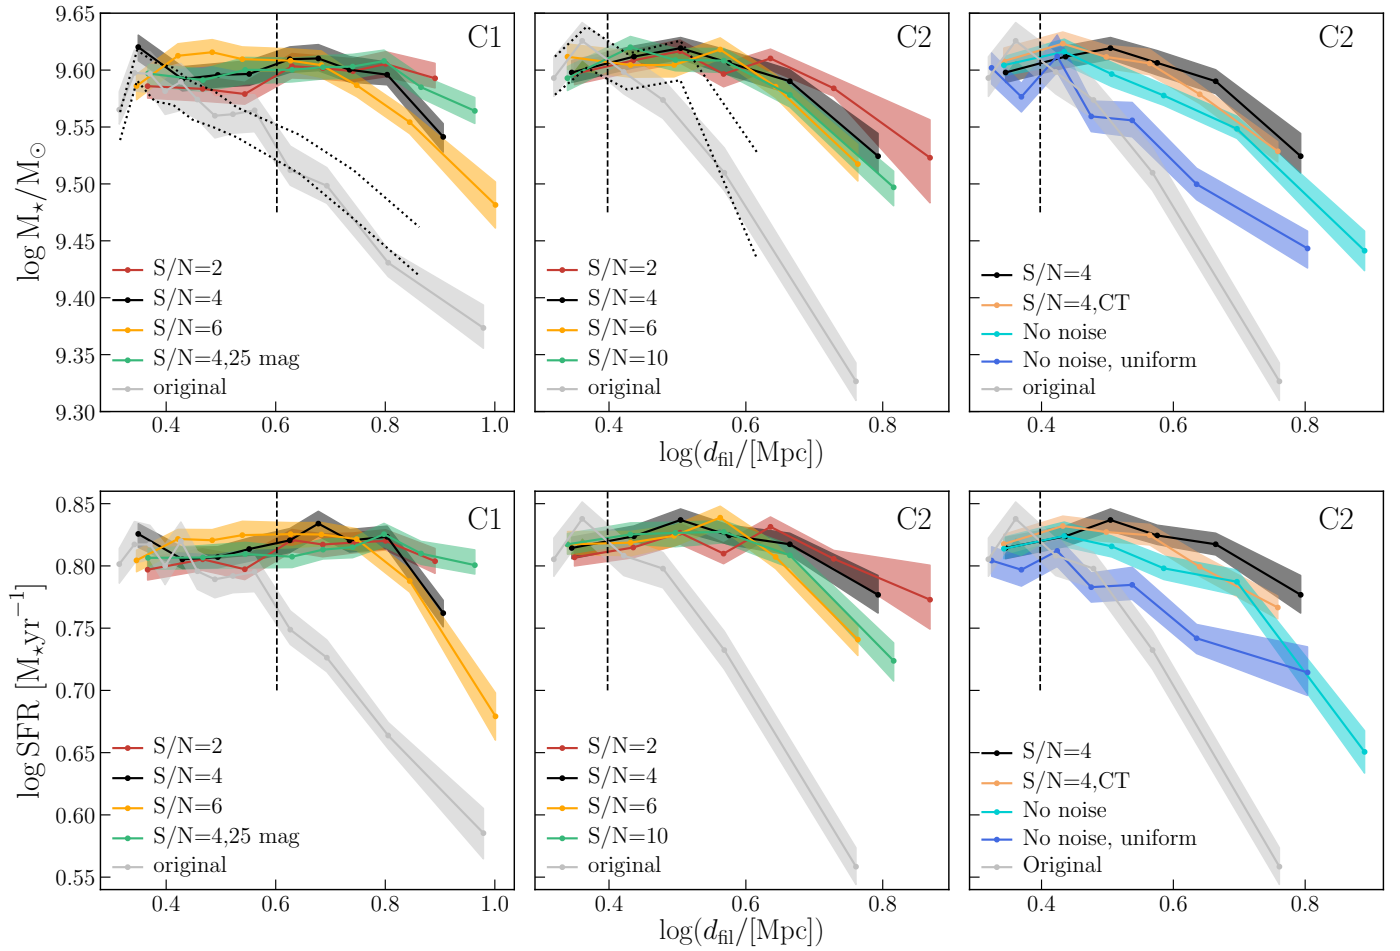 9.65
9.60
9.55
9.50
9.45
9.40
9.35
9.30
log M⋆/M⊙
C1
S/N=2
S/N=4
S/N=6
S/N=4,25 mag
original
0.4
0.6
0.8
1.0
C2
S/N=2
S/N=4
S/N=6
S/N=10
original
0.4
0.6
0.8
log(d_fil/[Mpc])
C2
S/N=4
S/N=4,CT
No noise
No noise, uniform
original
0.4
0.6
0.8
0.85
0.80
0.75
0.70
0.65
0.60
0.55
log SFR [M⋆yr⁻¹]
C1
S/N=2
S/N=4
S/N=6
S/N=4,25 mag
original
0.4
0.6
0.8
1.0
C2
S/N=2
S/N=4
S/N=6
S/N=10
original
0.4
0.6
0.8
log(d_fil/[Mpc])
C2
S/N=4
S/N=4,CT
No noise
No noise, uniform
Original
0.4
0.6
0.8